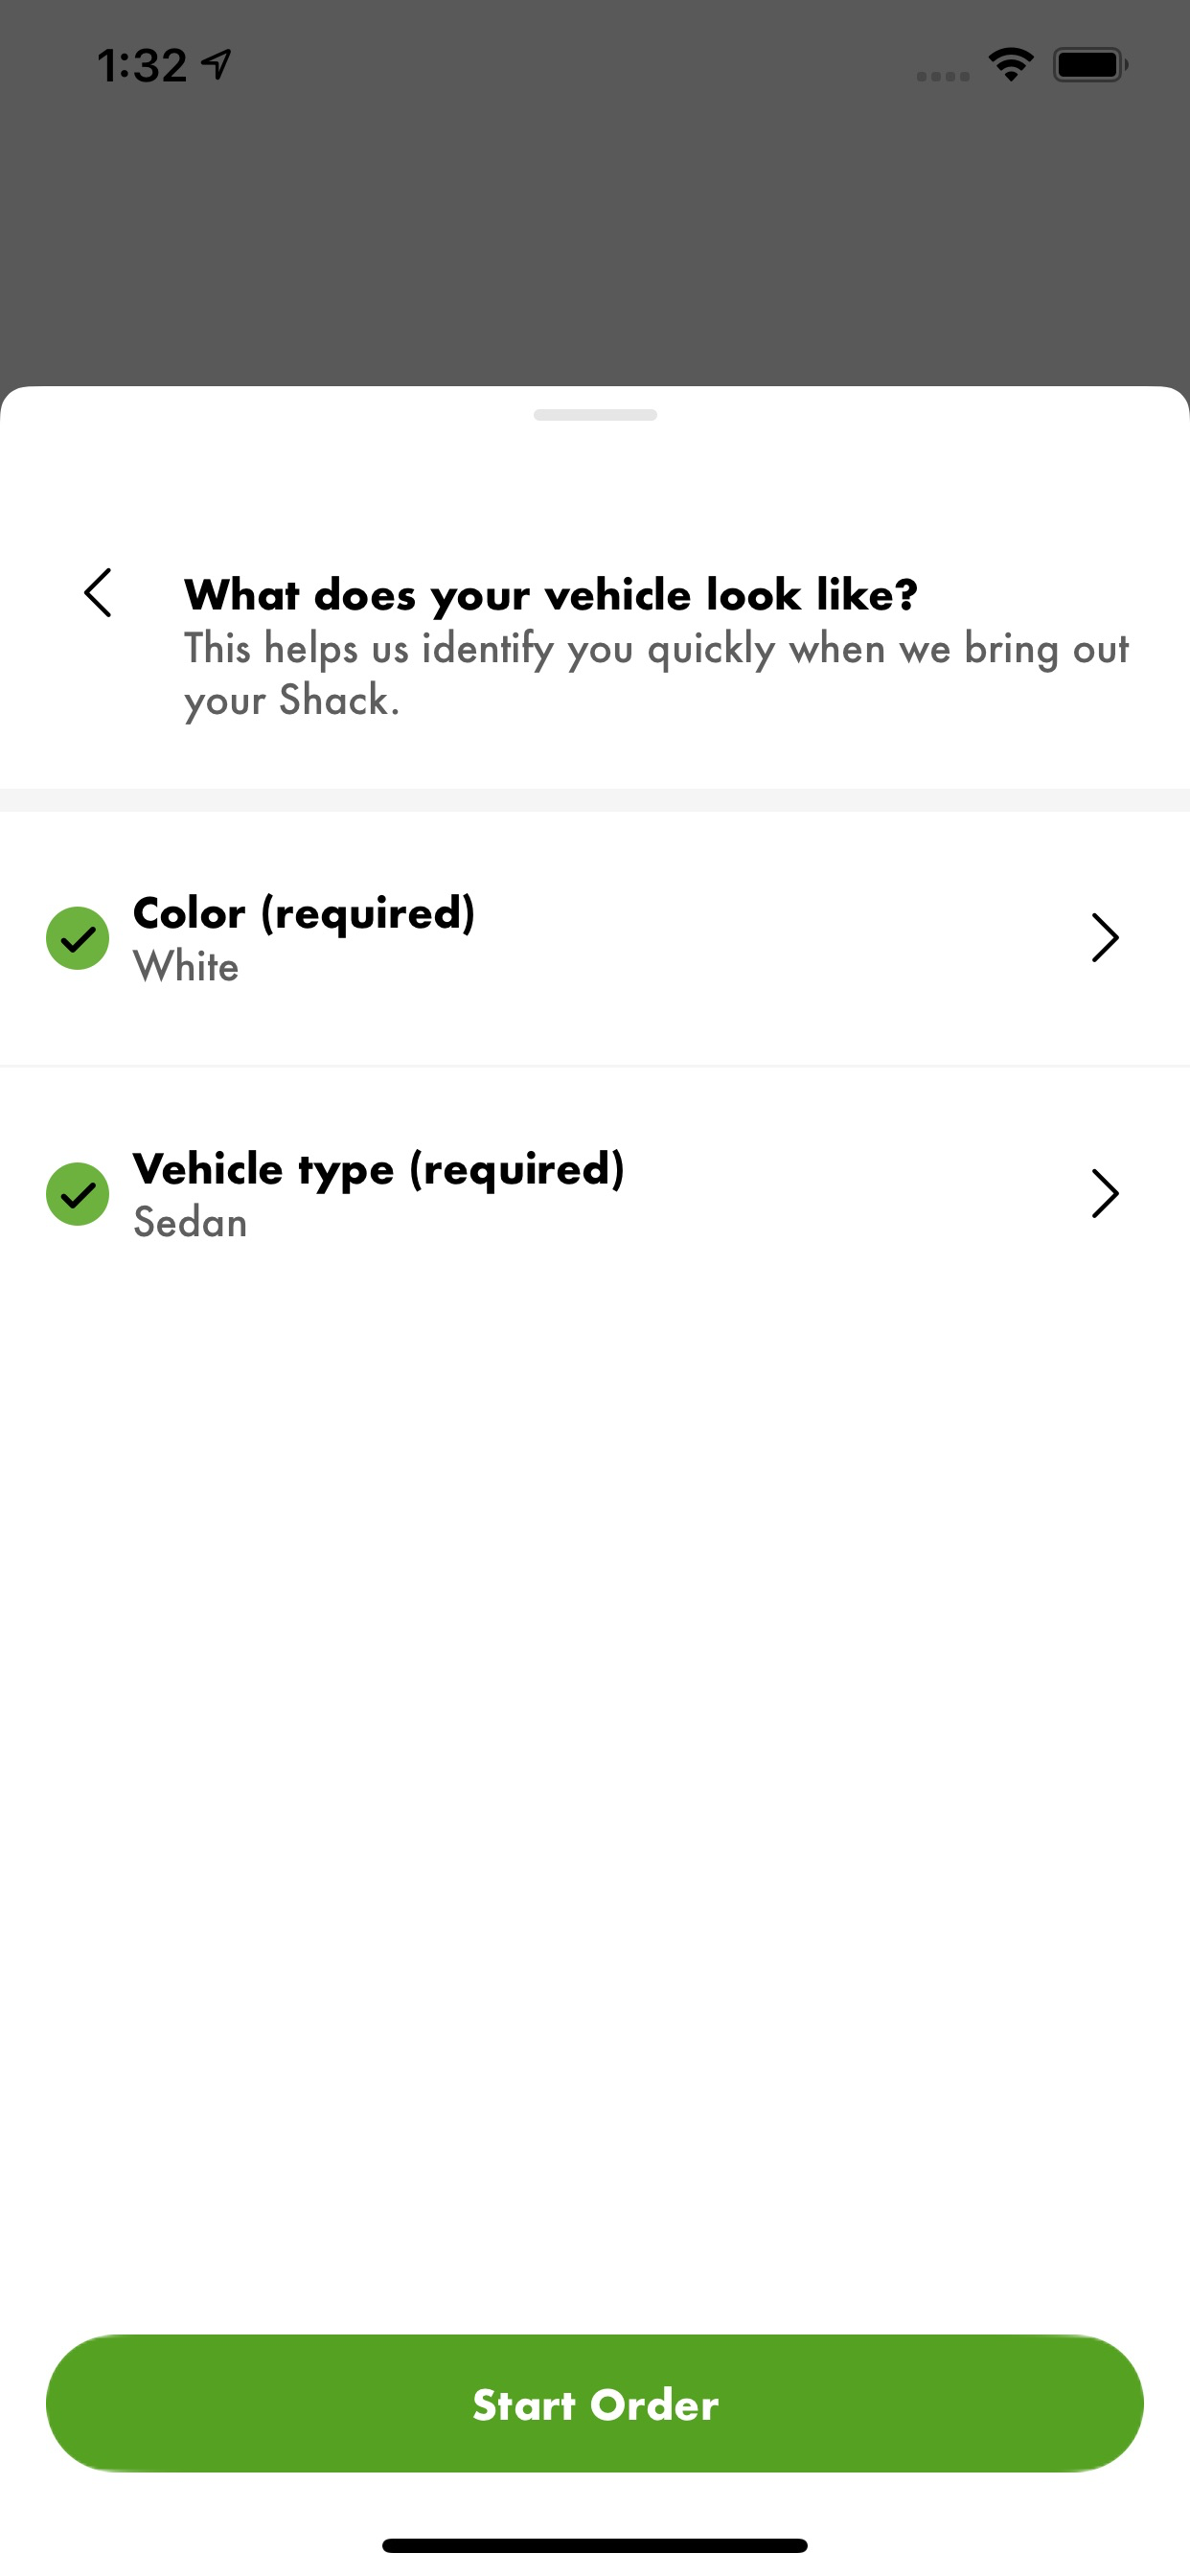 1:32
What does your vehicle look like?
This helps us identify you quickly when we bring out
your Shack.
Color (required)
White
Vehicle type (required)
Sedan
Start Order